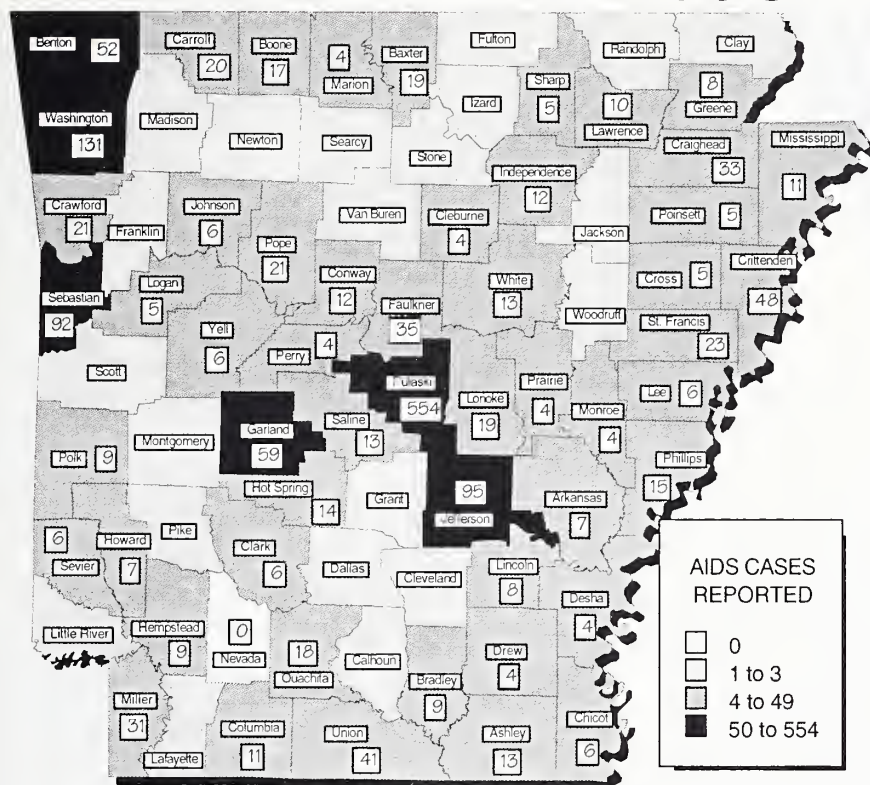 Benton 52
Carroll 20
Boone 17
4 Marion
Baxter 19
Fulton
Randolph
Clay
Washington 131
Madison
Newton
Searcy
Stone
Izard
Sharp 5
10 Lawrence
8 Greene
Craighead 33
Mississippi 11
Independence 12
Crawford 21
Franklin
Johnson 6
Pope 21
Van Buren
Cleburne 4
Jackson
Poinsett 5
Sebastian 92
Logan 5
Conway 12
Faulkner 35
White 13
Woodruff
Cross 5
Crittenden 48
St. Francis 23
Yell 6
Perry 4
Scott
Pulaski 554
Lonoke 19
Prairie 4
Monroe 4
Lee 6
Polk 9
Montgomery
Garland 59
Saline 13
Hot Spring 14
Grant
95 Jefferson
Arkansas 7
Phillips 15
6 Sevier
Howard 7
Pike
Clark 6
Dallas
Cleveland
Lincoln 8
Desha 4
Little River
Hempstead 9
0 Nevada
18 Ouachita
Calhoun
Bradley 9
Drew 4
Miller 31
Lafayette
Columbia 11
Union 41
Ashley 13
Chicot 6
AIDS CASES
REPORTED
0
1 to 3
4 to 49
50 to 554